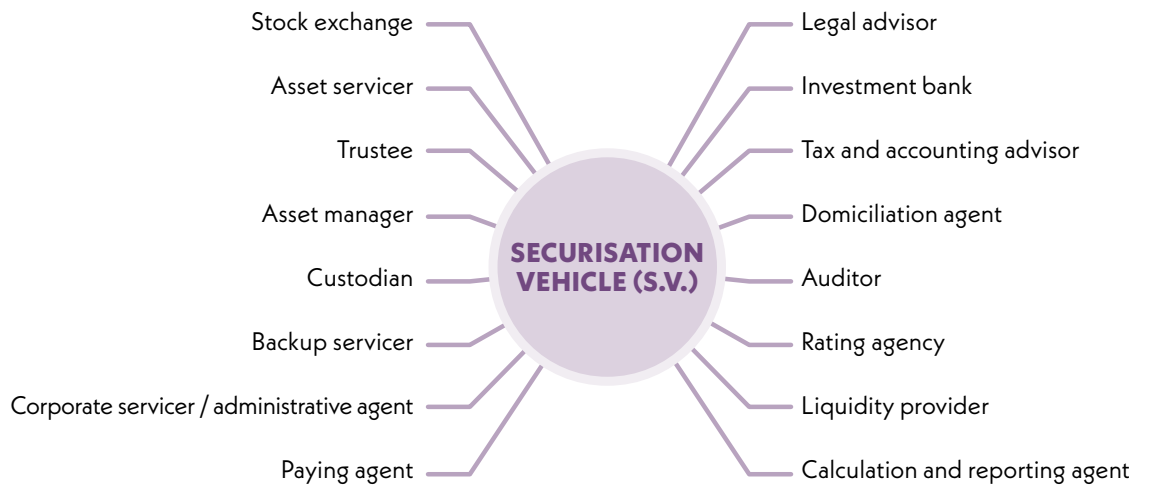 Stock exchange
Asset servicer
Trustee
Asset manager
Custodian
Backup servicer
Corporate servicer / administrative agent
Paying agent
SECURISATION
VEHICLE (S.V.)
Legal advisor
Investment bank
Tax and accounting advisor
Domiciliation agent
Auditor
Rating agency
Liquidity provider
Calculation and reporting agent